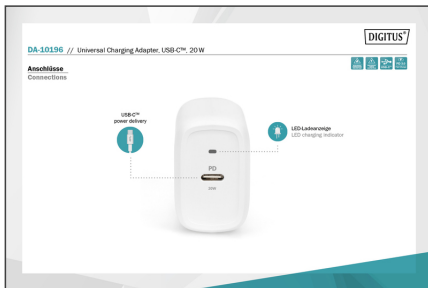 DIGITUS®
DA-10196 // Universal Charging Adapter, USB-C™, 20 W
Anschlüsse
Connections
USB-C™
power delivery
LED-Ladeanzeige
LED charging indicator
PD
20W